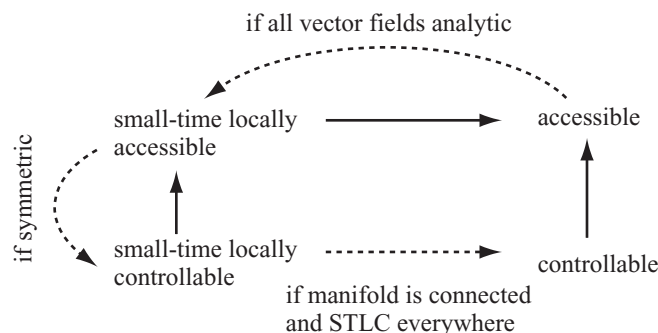 if all vector fields analytic
small-time locally
accessible
accessible
if symmetric
small-time locally
controllable
controllable
if manifold is connected
and STLC everywhere